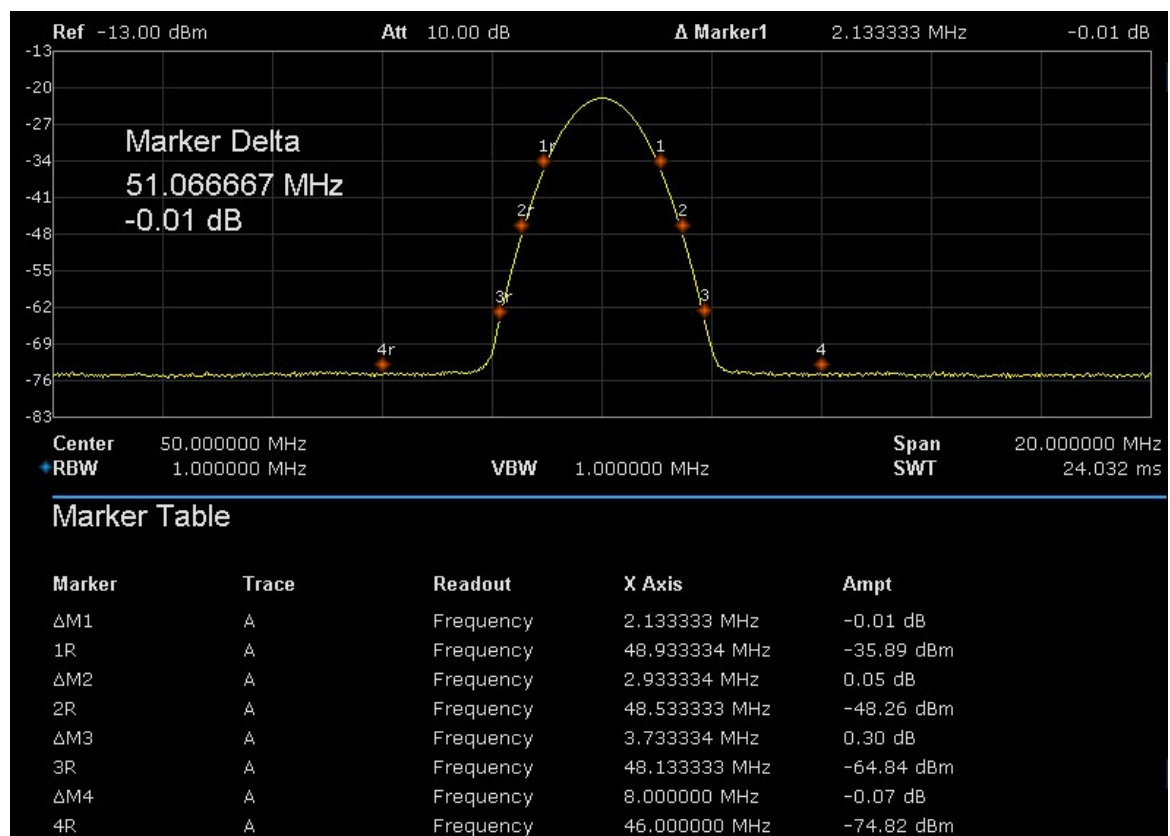 Ref -13.00 dBm Att 10.00 dB Δ Marker1 2.133333 MHz -0.01 dB
-13
-20
-27
Marker Delta
1r 1
-34
51.066667 MHz
-41
-0.01 dB
2r 2
-48
-55
3r 3
-62
-69
4r 4
-76
-83
Center 50.000000 MHz Span 20.000000 MHz
RBW 1.000000 MHz VBW 1.000000 MHz SWT 24.032 ms
Marker Table
Marker Trace Readout X Axis Ampt
ΔM1 A Frequency 2.133333 MHz -0.01 dB
1R A Frequency 48.933334 MHz -35.89 dBm
ΔM2 A Frequency 2.933334 MHz 0.05 dB
2R A Frequency 48.533333 MHz -48.26 dBm
ΔM3 A Frequency 3.733334 MHz 0.30 dB
3R A Frequency 48.133333 MHz -64.84 dBm
ΔM4 A Frequency 8.000000 MHz -0.07 dB
4R A Frequency 46.000000 MHz -74.82 dBm